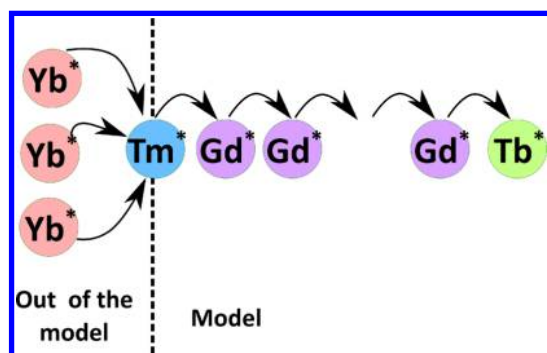 Yb*
Yb*
Tm* Gd* Gd* Gd* Tb*
Yb*
Out of the
model
Model